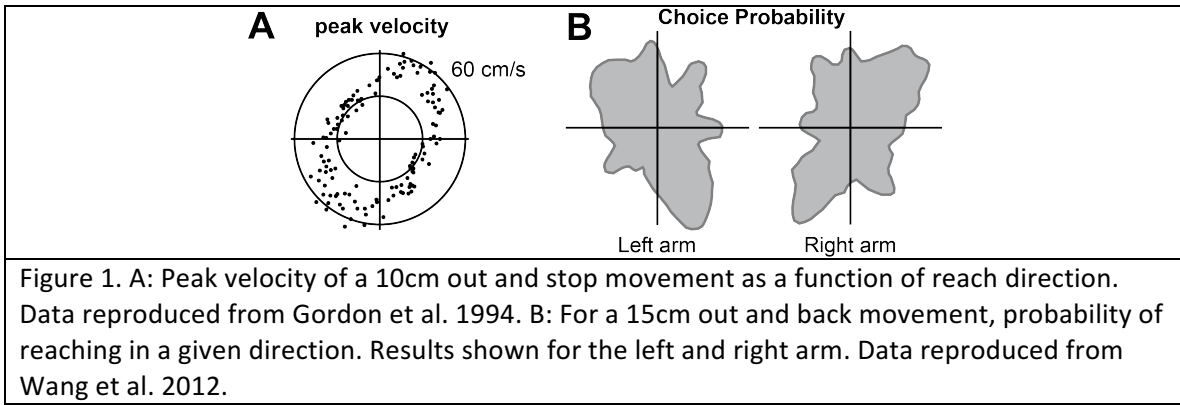 A peak velocity
60 cm/s
B Choice Probability
Left arm
Right arm
Figure 1. A: Peak velocity of a 10cm out and stop movement as a function of reach direction.
Data reproduced from Gordon et al. 1994. B: For a 15cm out and back movement, probability of
reaching in a given direction. Results shown for the left and right arm. Data reproduced from
Wang et al. 2012.